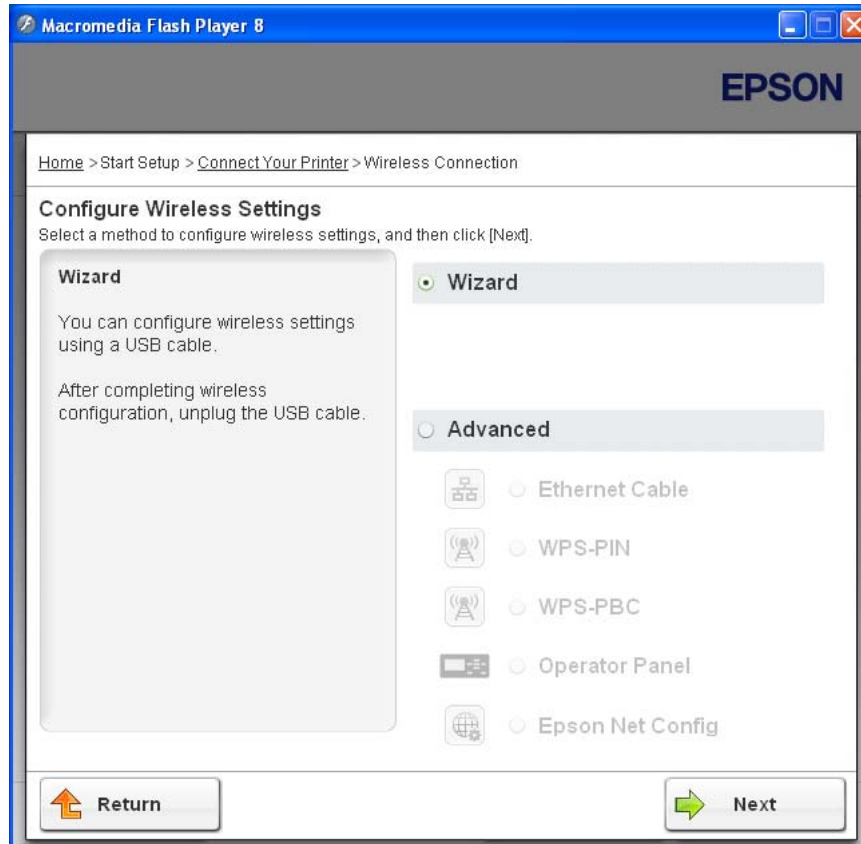 Macromedia Flash Player 8
EPSON
Home > Start Setup > Connect Your Printer > Wireless Connection
Configure Wireless Settings
Select a method to configure wireless settings, and then click [Next].
Wizard
You can configure wireless settings
using a USB cable.
After completing wireless
configuration, unplug the USB cable.
Wizard
Advanced
Ethernet Cable
WPS-PIN
WPS-PBC
Operator Panel
Epson Net Config
Return
Next